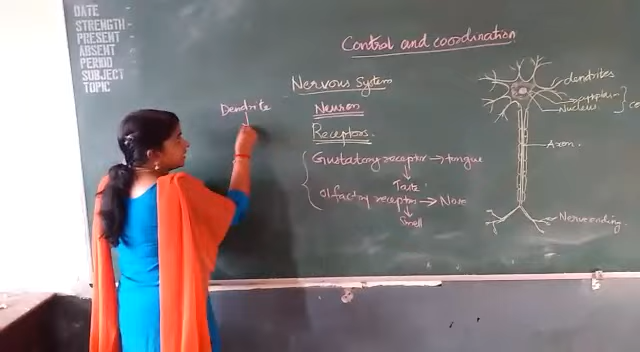 DATE
STRENGTH -
PRESENT
ABSENT
PERIOD
SUBJECT
TOPIC
Control and coordination
Nervous System
Neuron
Receptors.
Gustatory receptor → tongue
Taste
Olfactory receptor → Nose
Smell
Dendrite
dendrites
cytoplasm
Nucleus
Axon
Nerve ending